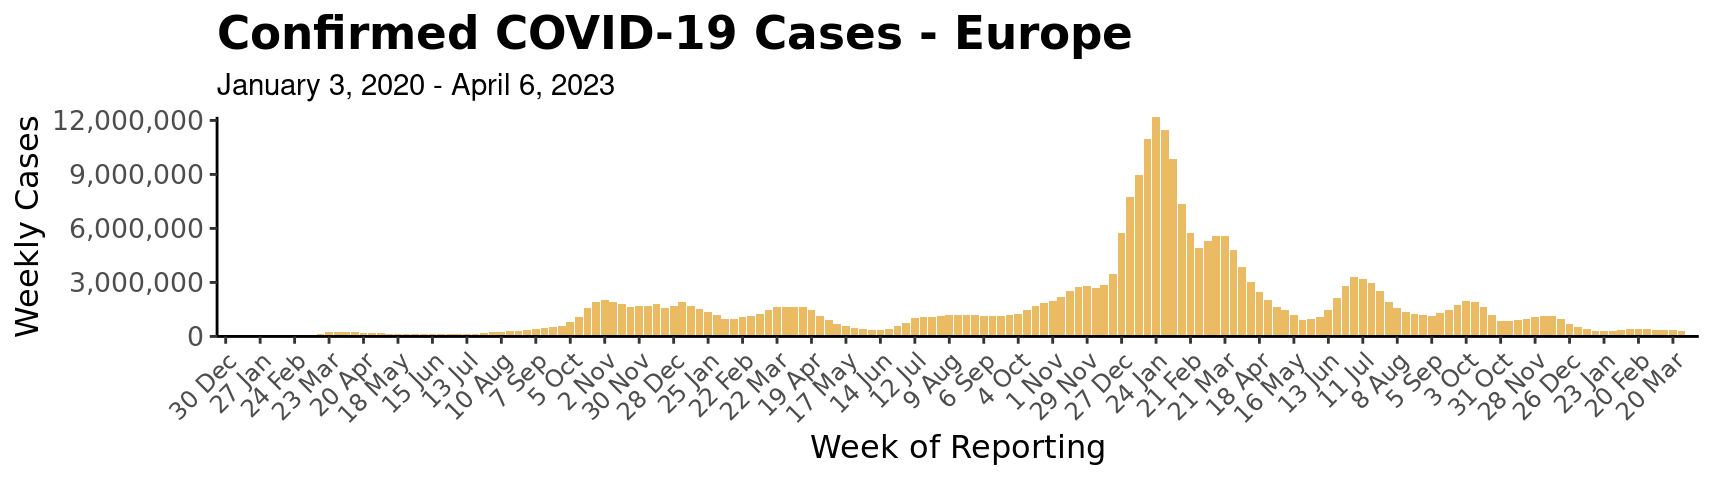 Confirmed COVID-19 Cases - Europe
January 3, 2020 - April 6, 2023
Weekly Cases
12,000,000
9,000,000
6,000,000
3,000,000
0
30 Dec
27 Jan
24 Feb
23 Mar
20 Apr
18 May
15 Jun
13 Jul
10 Aug
7 Sep
5 Oct
2 Nov
30 Nov
28 Dec
25 Jan
22 Feb
22 Mar
19 Apr
17 May
14 Jun
12 Jul
9 Aug
6 Sep
4 Oct
1 Nov
29 Nov
27 Dec
24 Jan
21 Feb
21 Mar
18 Apr
16 May
13 Jun
11 Jul
8 Aug
5 Sep
3 Oct
31 Oct
28 Nov
26 Dec
23 Jan
20 Feb
20 Mar
Week of Reporting